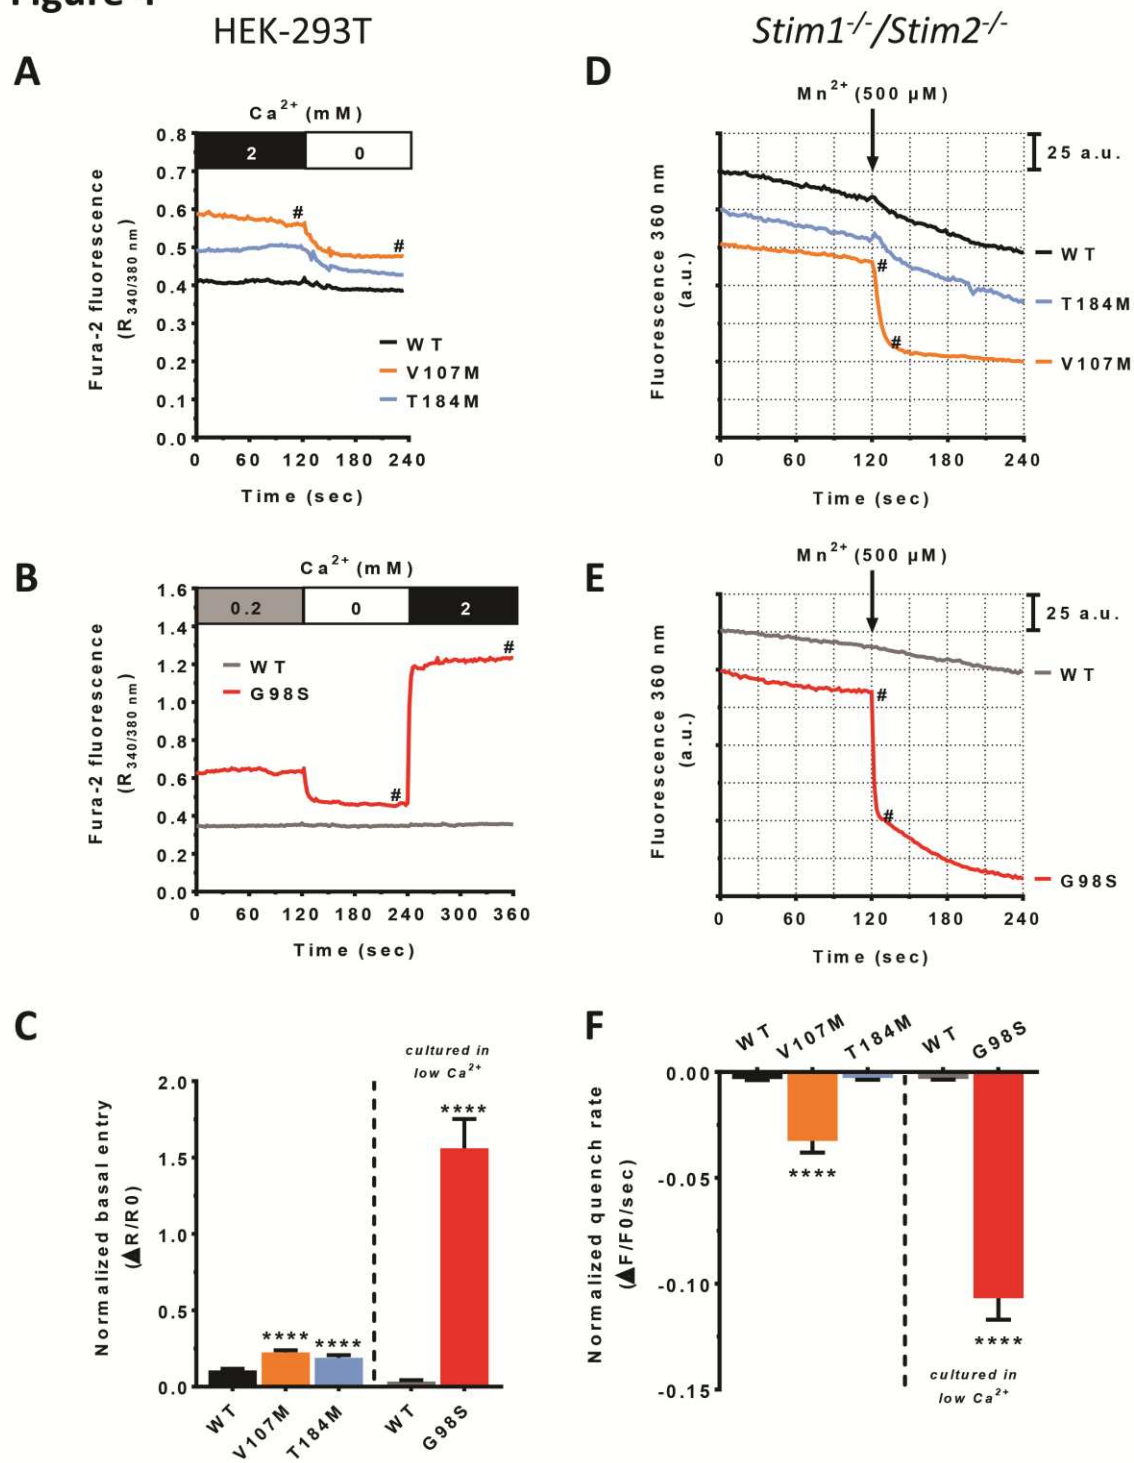 HEK-293T
Stim1-/-/Stim2-/-
A
Ca2+ (mM)
2
0
0.8
0.7
0.6
0.5
0.4
0.3
0.2
0.1
0.0
Fura-2 fluorescence
(R340/380 nm)
#
#
WT
V107M
T184M
0 60 120 180 240
Time (sec)
D
Mn2+ (500 µM)
25 a.u.
Fluorescence 360 nm
(a.u.)
#
#
WT
T184M
V107M
0 60 120 180 240
Time (sec)
B
Ca2+ (mM)
0.2
0
2
1.6
1.4
1.2
1.0
0.8
0.6
0.4
0.2
0.0
Fura-2 fluorescence
(R340/380 nm)
WT
G98S
#
#
0 60 120 180 240 300 360
Time (sec)
E
Mn2+ (500 µM)
25 a.u.
Fluorescence 360 nm
(a.u.)
#
#
WT
G98S
0 60 120 180 240
Time (sec)
C
cultured in
low Ca2+
2.0
1.5
1.0
0.5
0.0
Normalized basal entry
(▲R/R0)
****
****
****
WT
V107M
T184M
WT
G98S
F
WT
V107M
T184M
WT
G98S
0.00
-0.05
-0.10
-0.15
Normalized quench rate
(▲F/F0/sec)
****
****
cultured in
low Ca2+